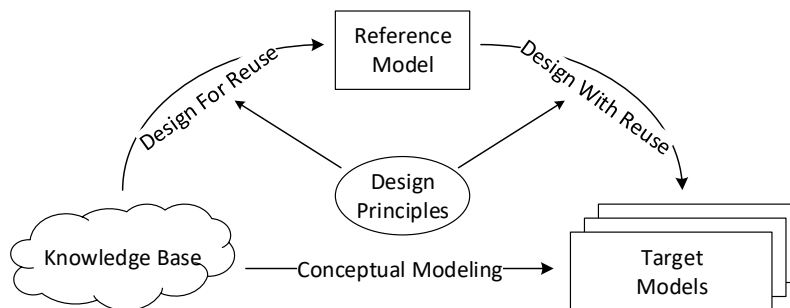 Reference
Model
Design For Reuse
Design With Reuse
Design
Principles
Knowledge Base
Conceptual Modeling
Target
Models